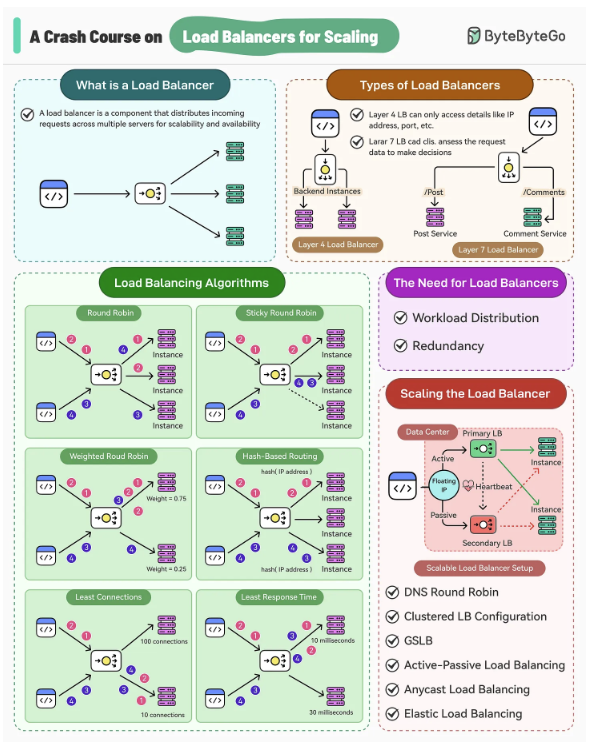 A Crash Course on Load Balancers for Scaling
ByteByteGo
What is a Load Balancer
A load balancer is a component that distributes incoming
requests across multiple servers for scalability and availability
</>
Types of Load Balancers
</>
Layer 4 LB can only access details like IP
address, port, etc.
Larar 7 LB cad clis. ansess the request
data to make decisions
</>
Backend Instances
Layer 4 Load Balancer
/Post
/Comments
Post Service
Comment Service
Layer 7 Load Balancer
Load Balancing Algorithms
Round Robin
</>
2
1
4
1
Instance
2
Instance
</>
4
3
3
Instance
Sticky Round Robin
</>
2
1
2
1
Instance
4
3
Instance
</>
4
3
Instance
Weighted Roud Robin
</>
2
1
3
2
1
2
Weight = 0.75
</>
4
3
4
Weight = 0.25
Hash-Based Routing
hash( IP address )
</>
2
1
2
1
Instance
Instance
</>
4
3
4
3
hash( IP address )
Instance
Least Connections
</>
2
1
100 connections
</>
4
3
4
2
3
1
10 connections
Least Response Time
</>
2
1
3
1
4
2
10 milliseconds
</>
4
3
30 milliseconds
The Need for Load Balancers
Workload Distribution
Redundancy
Scaling the Load Balancer
Data Center
Primary LB
Active
Instance
</>
Floating
IP
Heartbeat
Passive
Instance
Secondary LB
Scalable Load Balancer Setup
DNS Round Robin
Clustered LB Configuration
GSLB
Active-Passive Load Balancing
Anycast Load Balancing
Elastic Load Balancing